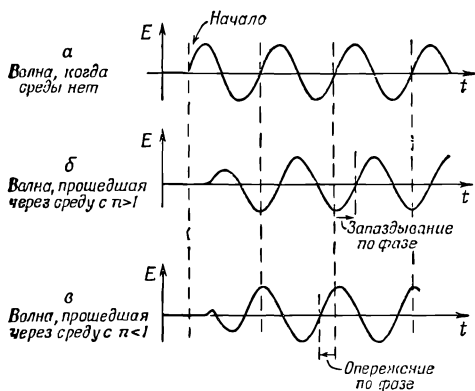 Начало
E
а
Волна, когда
среды нет
t
E
б
Волна, прошедшая
через среду с n>1
t
Запаздывание
по фазе
E
в
Волна, прошедшая
через среду с n<1
t
Опережение
по фазе